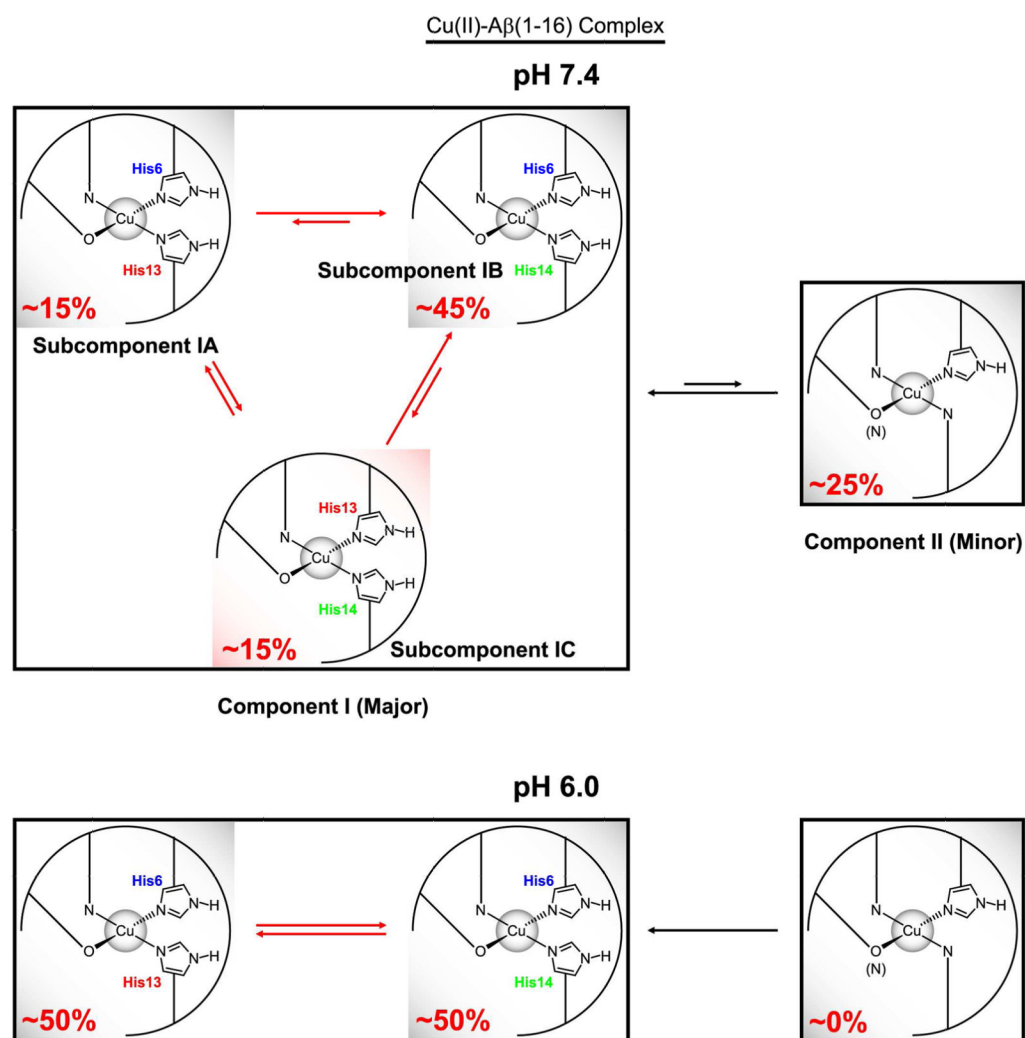 Cu(II)-Aβ(1-16) Complex
pH 7.4
His6
N
N-H
Cu
O
N
N-H
His13
~15%
Subcomponent IA
His6
N
N-H
Cu
O
N
N-H
His14
~45%
Subcomponent IB
His13
N
N-H
Cu
O
N
N-H
His14
~15%
Subcomponent IC
Component I (Major)
N
N
N-H
Cu
O
(N)
N
~25%
Component II (Minor)
pH 6.0
His6
N
N
N-H
Cu
O
N
N-H
His13
~50%
His6
N
N
N-H
Cu
O
N
N-H
His14
~50%
N
N
N-H
Cu
O
(N)
N
~0%